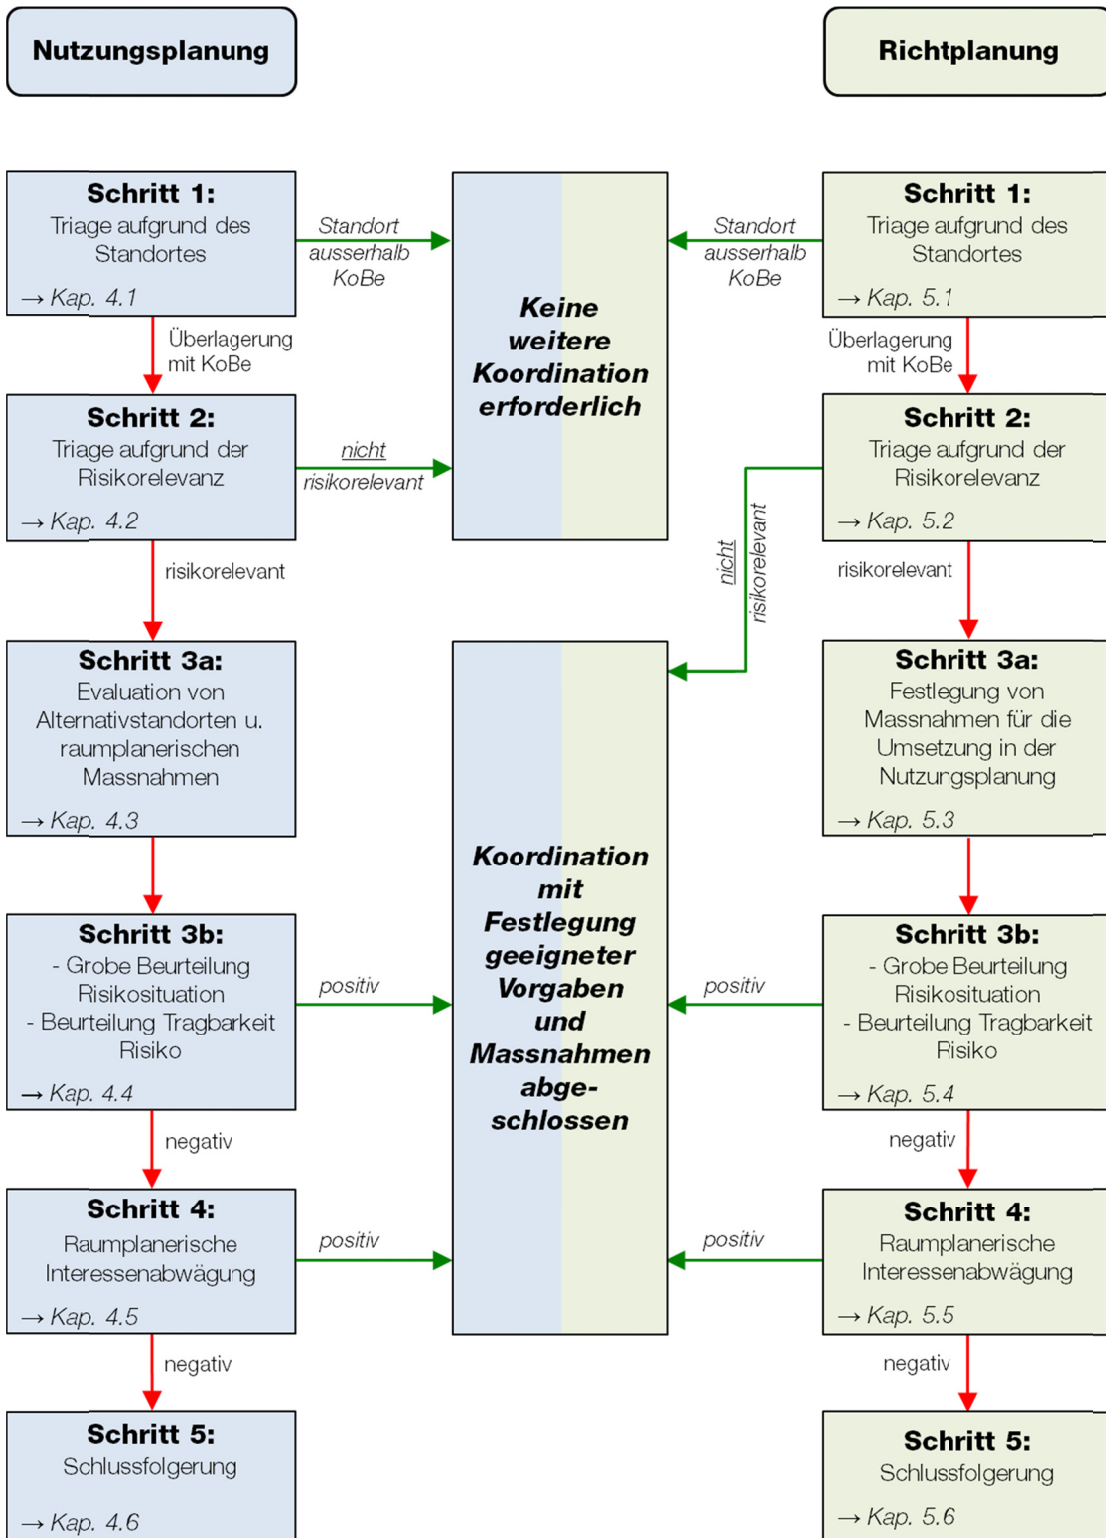 Nutzungsplanung
Richtplanung
Schritt 1:
Triage aufgrund des
Standortes
→ Kap. 4.1
Standort
ausserhalb
KoBe
Keine
weitere
Koordination
erforderlich
Standort
ausserhalb
KoBe
Schritt 1:
Triage aufgrund des
Standortes
→ Kap. 5.1
Überlagerung
mit KoBe
Überlagerung
mit KoBe
Schritt 2:
Triage aufgrund der
Risikorelevanz
→ Kap. 4.2
nicht
risikorelevant
Schritt 2:
Triage aufgrund der
Risikorelevanz
→ Kap. 5.2
nicht
risikorelevant
risikorelevant
risikorelevant
Schritt 3a:
Evaluation von
Alternativstandorten u.
raumplanerischen
Massnahmen
→ Kap. 4.3
Schritt 3a:
Festlegung von
Massnahmen für die
Umsetzung in der
Nutzungsplanung
→ Kap. 5.3
Koordination
mit
Festlegung
geeigneter
Vorgaben
und
Massnahmen
abge-
schlossen
Schritt 3b:
- Grobe Beurteilung
Risikosituation
- Beurteilung Tragbarkeit
Risiko
→ Kap. 4.4
positiv
positiv
Schritt 3b:
- Grobe Beurteilung
Risikosituation
- Beurteilung Tragbarkeit
Risiko
→ Kap. 5.4
negativ
negativ
Schritt 4:
Raumplanerische
Interessenabwägung
→ Kap. 4.5
positiv
positiv
Schritt 4:
Raumplanerische
Interessenabwägung
→ Kap. 5.5
negativ
negativ
Schritt 5:
Schlussfolgerung
→ Kap. 4.6
Schritt 5:
Schlussfolgerung
→ Kap. 5.6